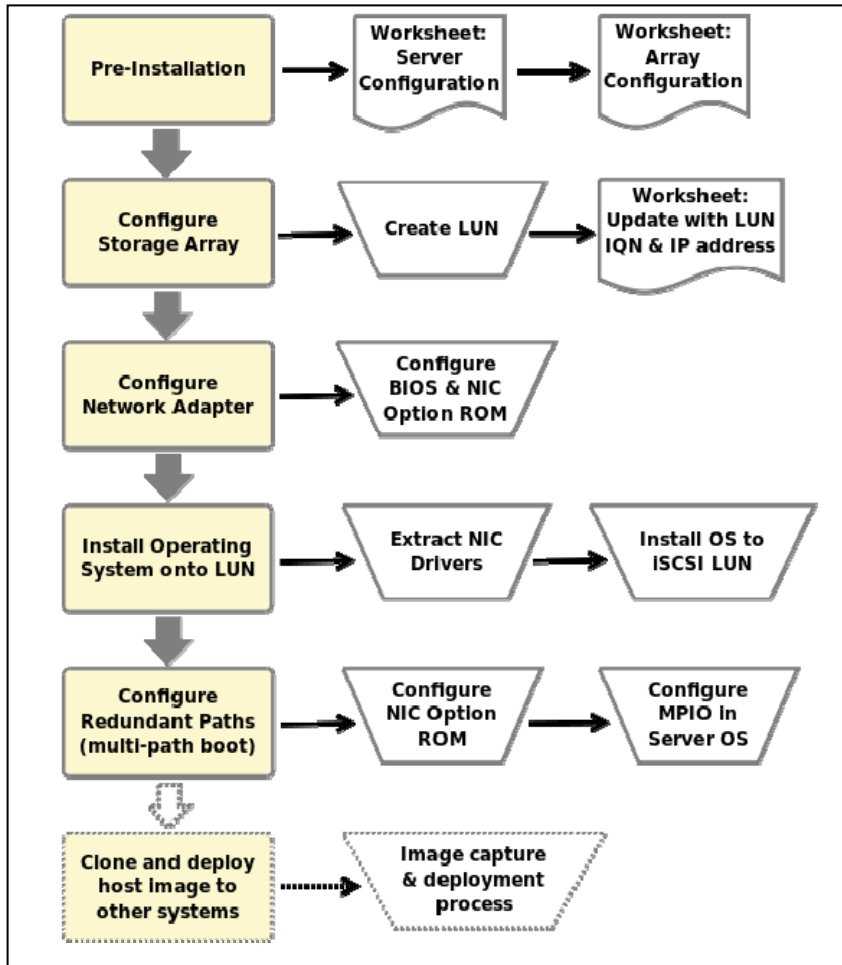 Pre-Installation
Worksheet:
Server
Configuration
Worksheet:
Array
Configuration
Configure
Storage Array
Create LUN
Worksheet:
Update with LUN
IQN & IP address
Configure
Network Adapter
Configure
BIOS & NIC
Option ROM
Install Operating
System onto LUN
Extract NIC
Drivers
Install OS to
iSCSI LUN
Configure
Redundant Paths
(multi-path boot)
Configure
NIC Option
ROM
Configure
MPIO in
Server OS
Clone and deploy
host image to
other systems
Image capture
& deployment
process